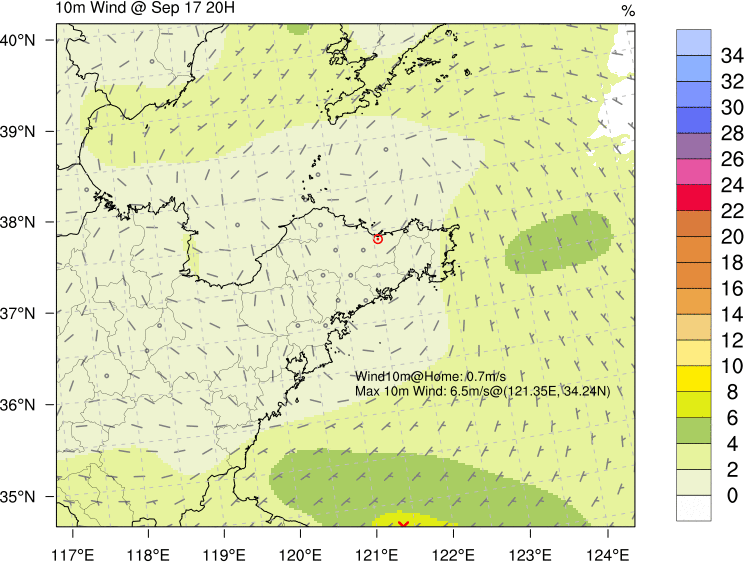 10m Wind @ Sep 17 20H
%
40°N
39°N
38°N
37°N
36°N
35°N
Wind10m@Home: 0.7m/s
Max 10m Wind: 6.5m/s@(121.35E, 34.24N)
117°E 118°E 119°E 120°E 121°E 122°E 123°E 124°E
34
32
30
28
26
24
22
20
18
16
14
12
10
8
6
4
2
0